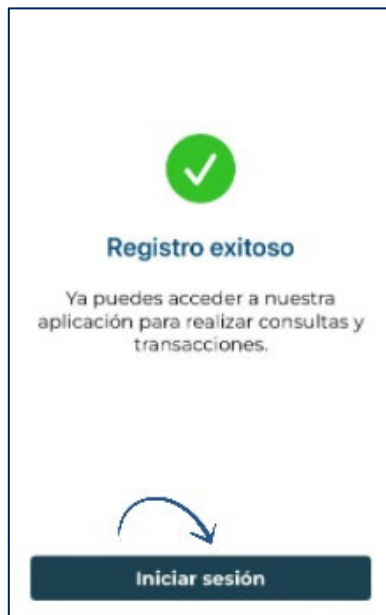 Registro exitoso
Ya puedes acceder a nuestra
aplicación para realizar consultas y
transacciones.
Iniciar sesión